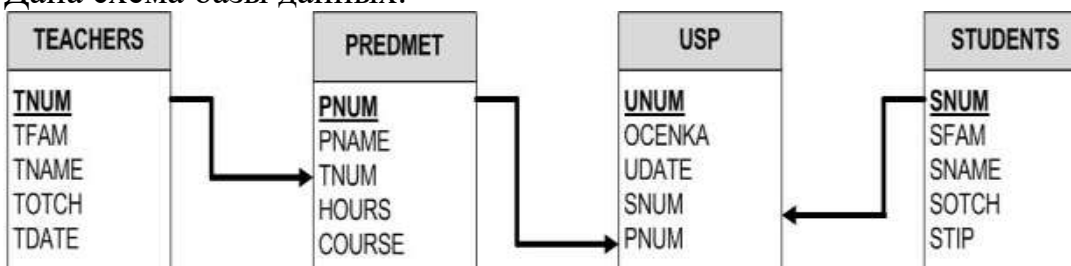 Дана схема базы данных:
TEACHERS
TNUM
TFAM
TNAME
TOTCH
TDATE
PREDMET
PNUM
PNAME
TNUM
HOURS
COURSE
USP
UNUM
OCENKA
UDATE
SNUM
PNUM
STUDENTS
SNUM
SFAM
SNAME
SOTCH
STIP